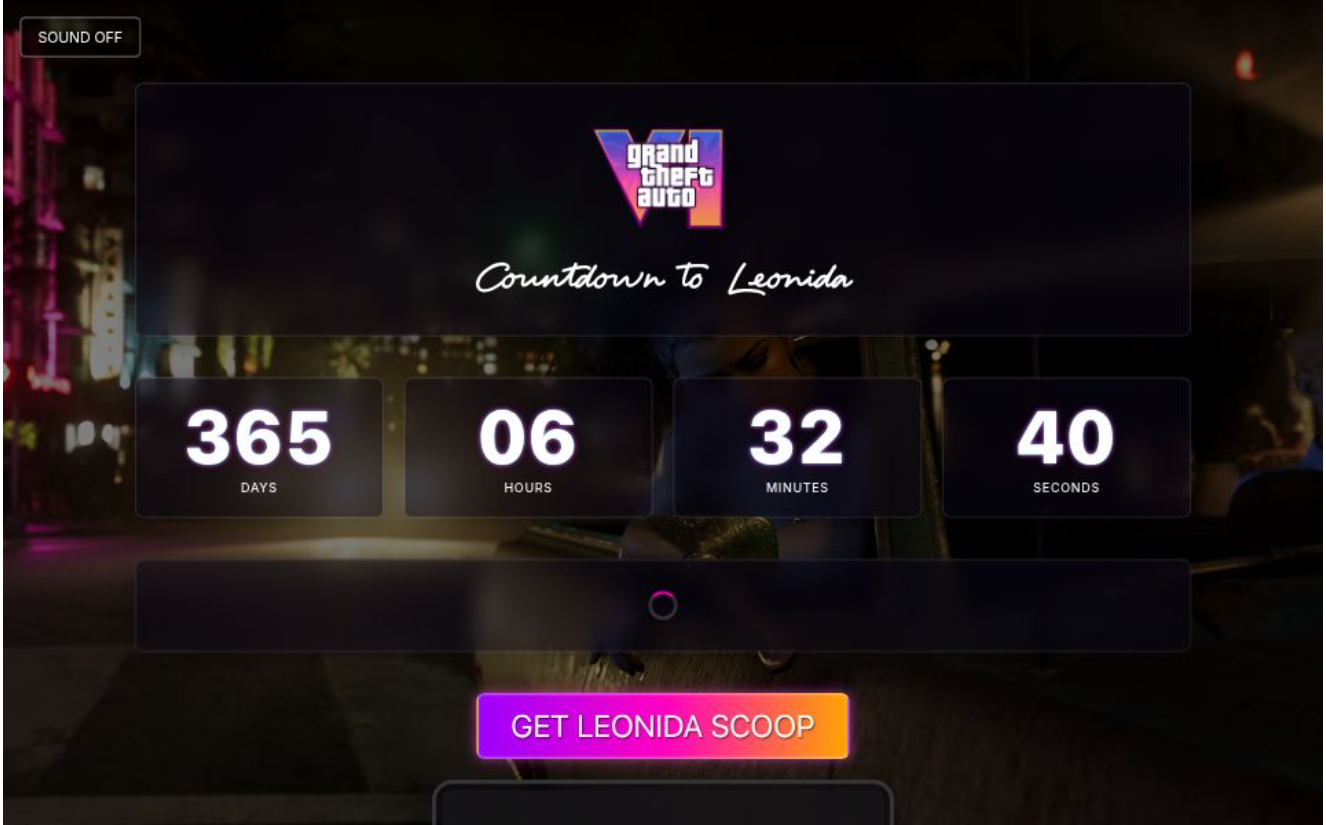 SOUND OFF
grand
theft
auto
VI
Countdown to Leonida
365 06 32 40
DAYS HOURS MINUTES SECONDS
GET LEONIDA SCOOP